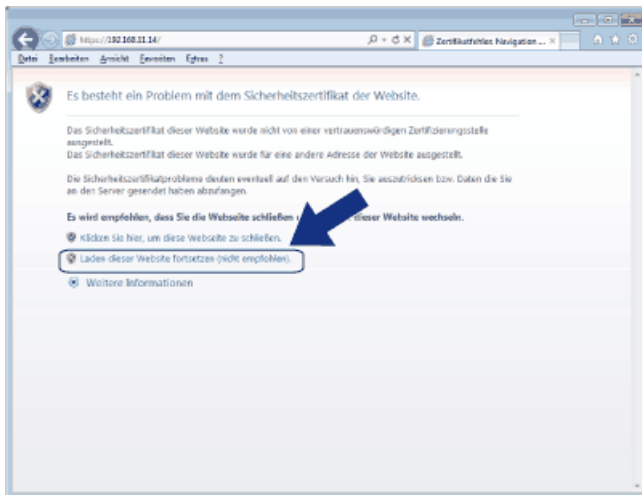 https://192.168.11.14/
Zertifikatfehler: Navigation ... ×
Datei Bearbeiten Ansicht Favoriten Extras ?
Es besteht ein Problem mit dem Sicherheitszertifikat der Website.
Das Sicherheitszertifikat dieser Website wurde nicht von einer vertrauenswürdigen Zertifizierungsstelle
ausgestellt.
Das Sicherheitszertifikat dieser Website wurde für eine andere Adresse der Website ausgestellt.
Die Sicherheitszertifikatprobleme deuten eventuell auf den Versuch hin, Sie auszutricksen bzw. Daten die Sie
an den Server gesendet haben abzufangen.
Es wird empfohlen, dass Sie die Webseite schließen dieser Website wechseln.
Klicken Sie hier, um diese Webseite zu schließen.
Laden dieser Website fortsetzen (nicht empfohlen).
Weitere Informationen